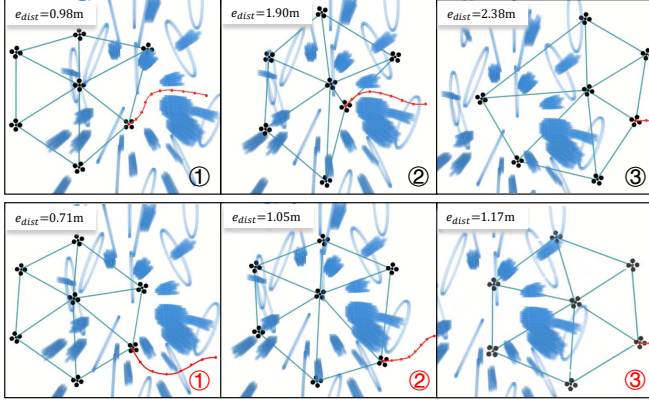 e_dist=0.98m
e_dist=1.90m
e_dist=2.38m
①
②
③
e_dist=0.71m
e_dist=1.05m
e_dist=1.17m
①
②
③